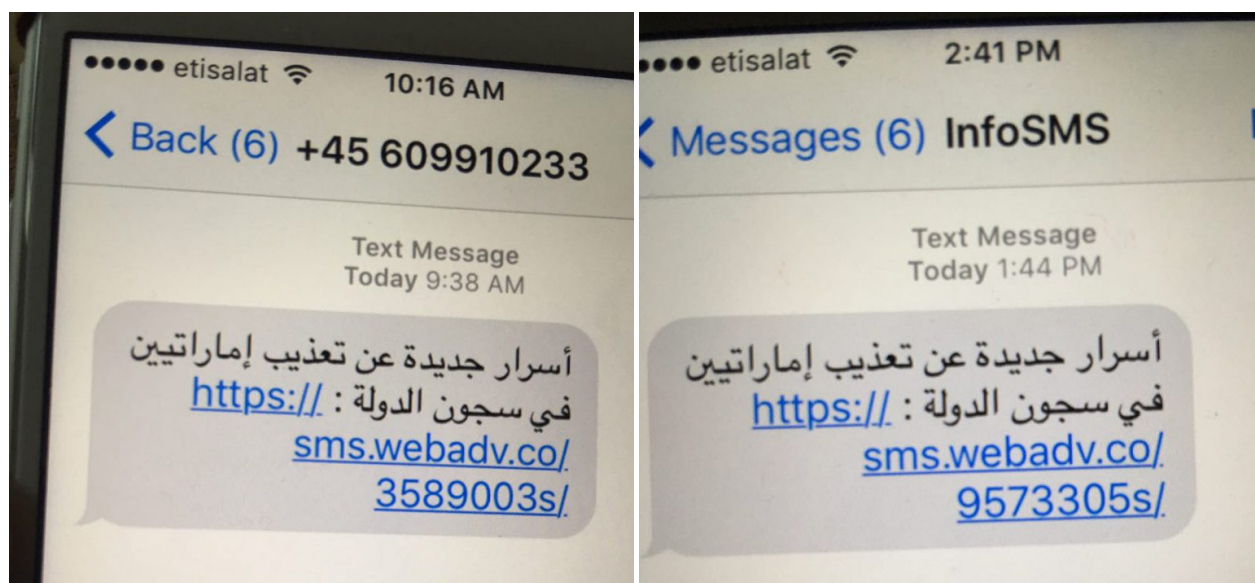 ●●●●● etisalat 10:16 AM
Back (6) +45 609910233
Text Message
Today 9:38 AM
أسرار جديدة عن تعذيب إماراتيين
في سجون الدولة : https://
sms.webadv.co/
3589003s/
●●●● etisalat 2:41 PM
Messages (6) InfoSMS
Text Message
Today 1:44 PM
أسرار جديدة عن تعذيب إماراتيين
في سجون الدولة : https://
sms.webadv.co/
9573305s/